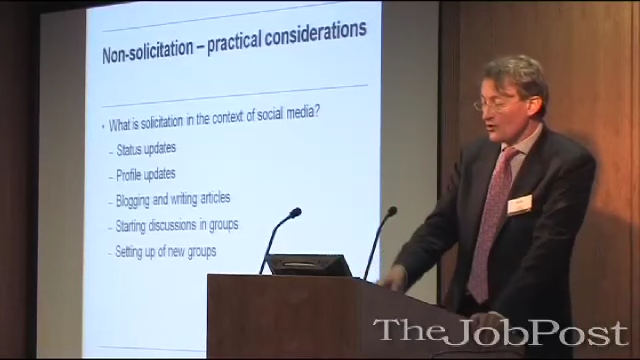 Non-solicitation – practical considerations
• What is solicitation in the context of social media?
– Status updates
– Profile updates
– Blogging and writing articles
– Starting discussions in groups
– Setting up of new groups
TheJobPost